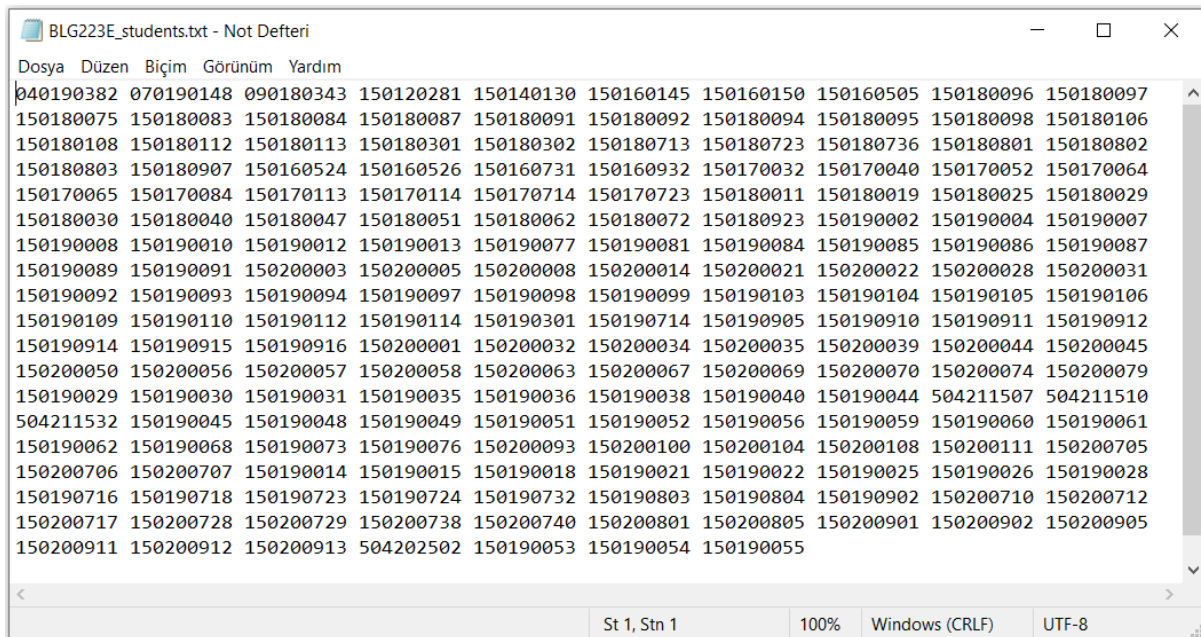 BLG223E_students.txt - Not Defteri
Dosya Düzen Biçim Görünüm Yardım
040190382 070190148 090180343 150120281 150140130 150160145 150160150 150160505 150180096 150180097
150180075 150180083 150180084 150180087 150180091 150180092 150180094 150180095 150180098 150180106
150180108 150180112 150180113 150180301 150180302 150180713 150180723 150180736 150180801 150180802
150180803 150180907 150160524 150160526 150160731 150160932 150170032 150170040 150170052 150170064
150170065 150170084 150170113 150170114 150170714 150170723 150180011 150180019 150180025 150180029
150180030 150180040 150180047 150180051 150180062 150180072 150180923 150190002 150190004 150190007
150190008 150190010 150190012 150190013 150190077 150190081 150190084 150190085 150190086 150190087
150190089 150190091 150200003 150200005 150200008 150200014 150200021 150200022 150200028 150200031
150190092 150190093 150190094 150190097 150190098 150190099 150190103 150190104 150190105 150190106
150190109 150190110 150190112 150190114 150190301 150190714 150190905 150190910 150190911 150190912
150190914 150190915 150190916 150200001 150200032 150200034 150200035 150200039 150200044 150200045
150200050 150200056 150200057 150200058 150200063 150200067 150200069 150200070 150200074 150200079
150190029 150190030 150190031 150190035 150190036 150190038 150190040 150190044 504211507 504211510
504211532 150190045 150190048 150190049 150190051 150190052 150190056 150190059 150190060 150190061
150190062 150190068 150190073 150190076 150200093 150200100 150200104 150200108 150200111 150200705
150200706 150200707 150190014 150190015 150190018 150190021 150190022 150190025 150190026 150190028
150190716 150190718 150190723 150190724 150190732 150190803 150190804 150190902 150200710 150200712
150200717 150200728 150200729 150200738 150200740 150200801 150200805 150200901 150200902 150200905
150200911 150200912 150200913 504202502 150190053 150190054 150190055
St 1, Stn 1 100% Windows (CRLF) UTF-8